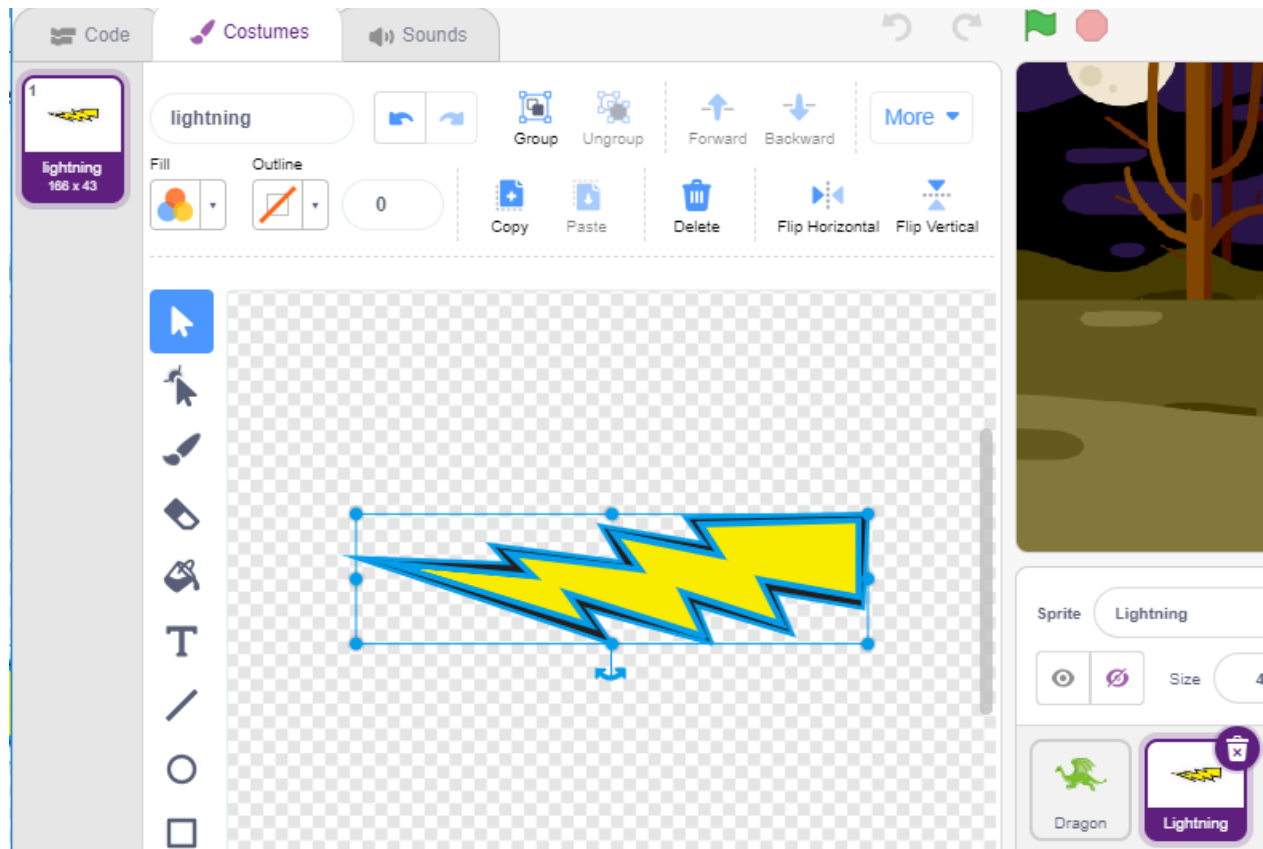 Code
Costumes
Sounds
1
lightning
166 x 43
lightning
Group
Ungroup
Forward
Backward
More
Fill
Outline
0
Copy
Paste
Delete
Flip Horizontal
Flip Vertical
T
Sprite
Lightning
Size
4
Dragon
Lightning